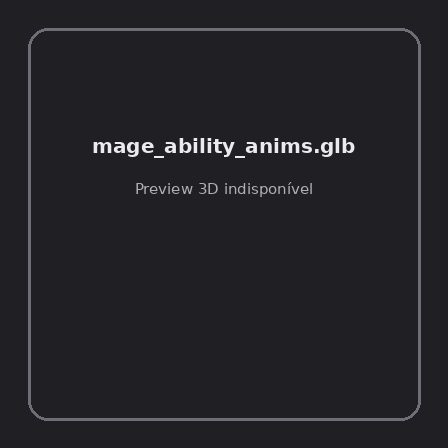 mage_ability_anims.glb
Preview 3D indisponível